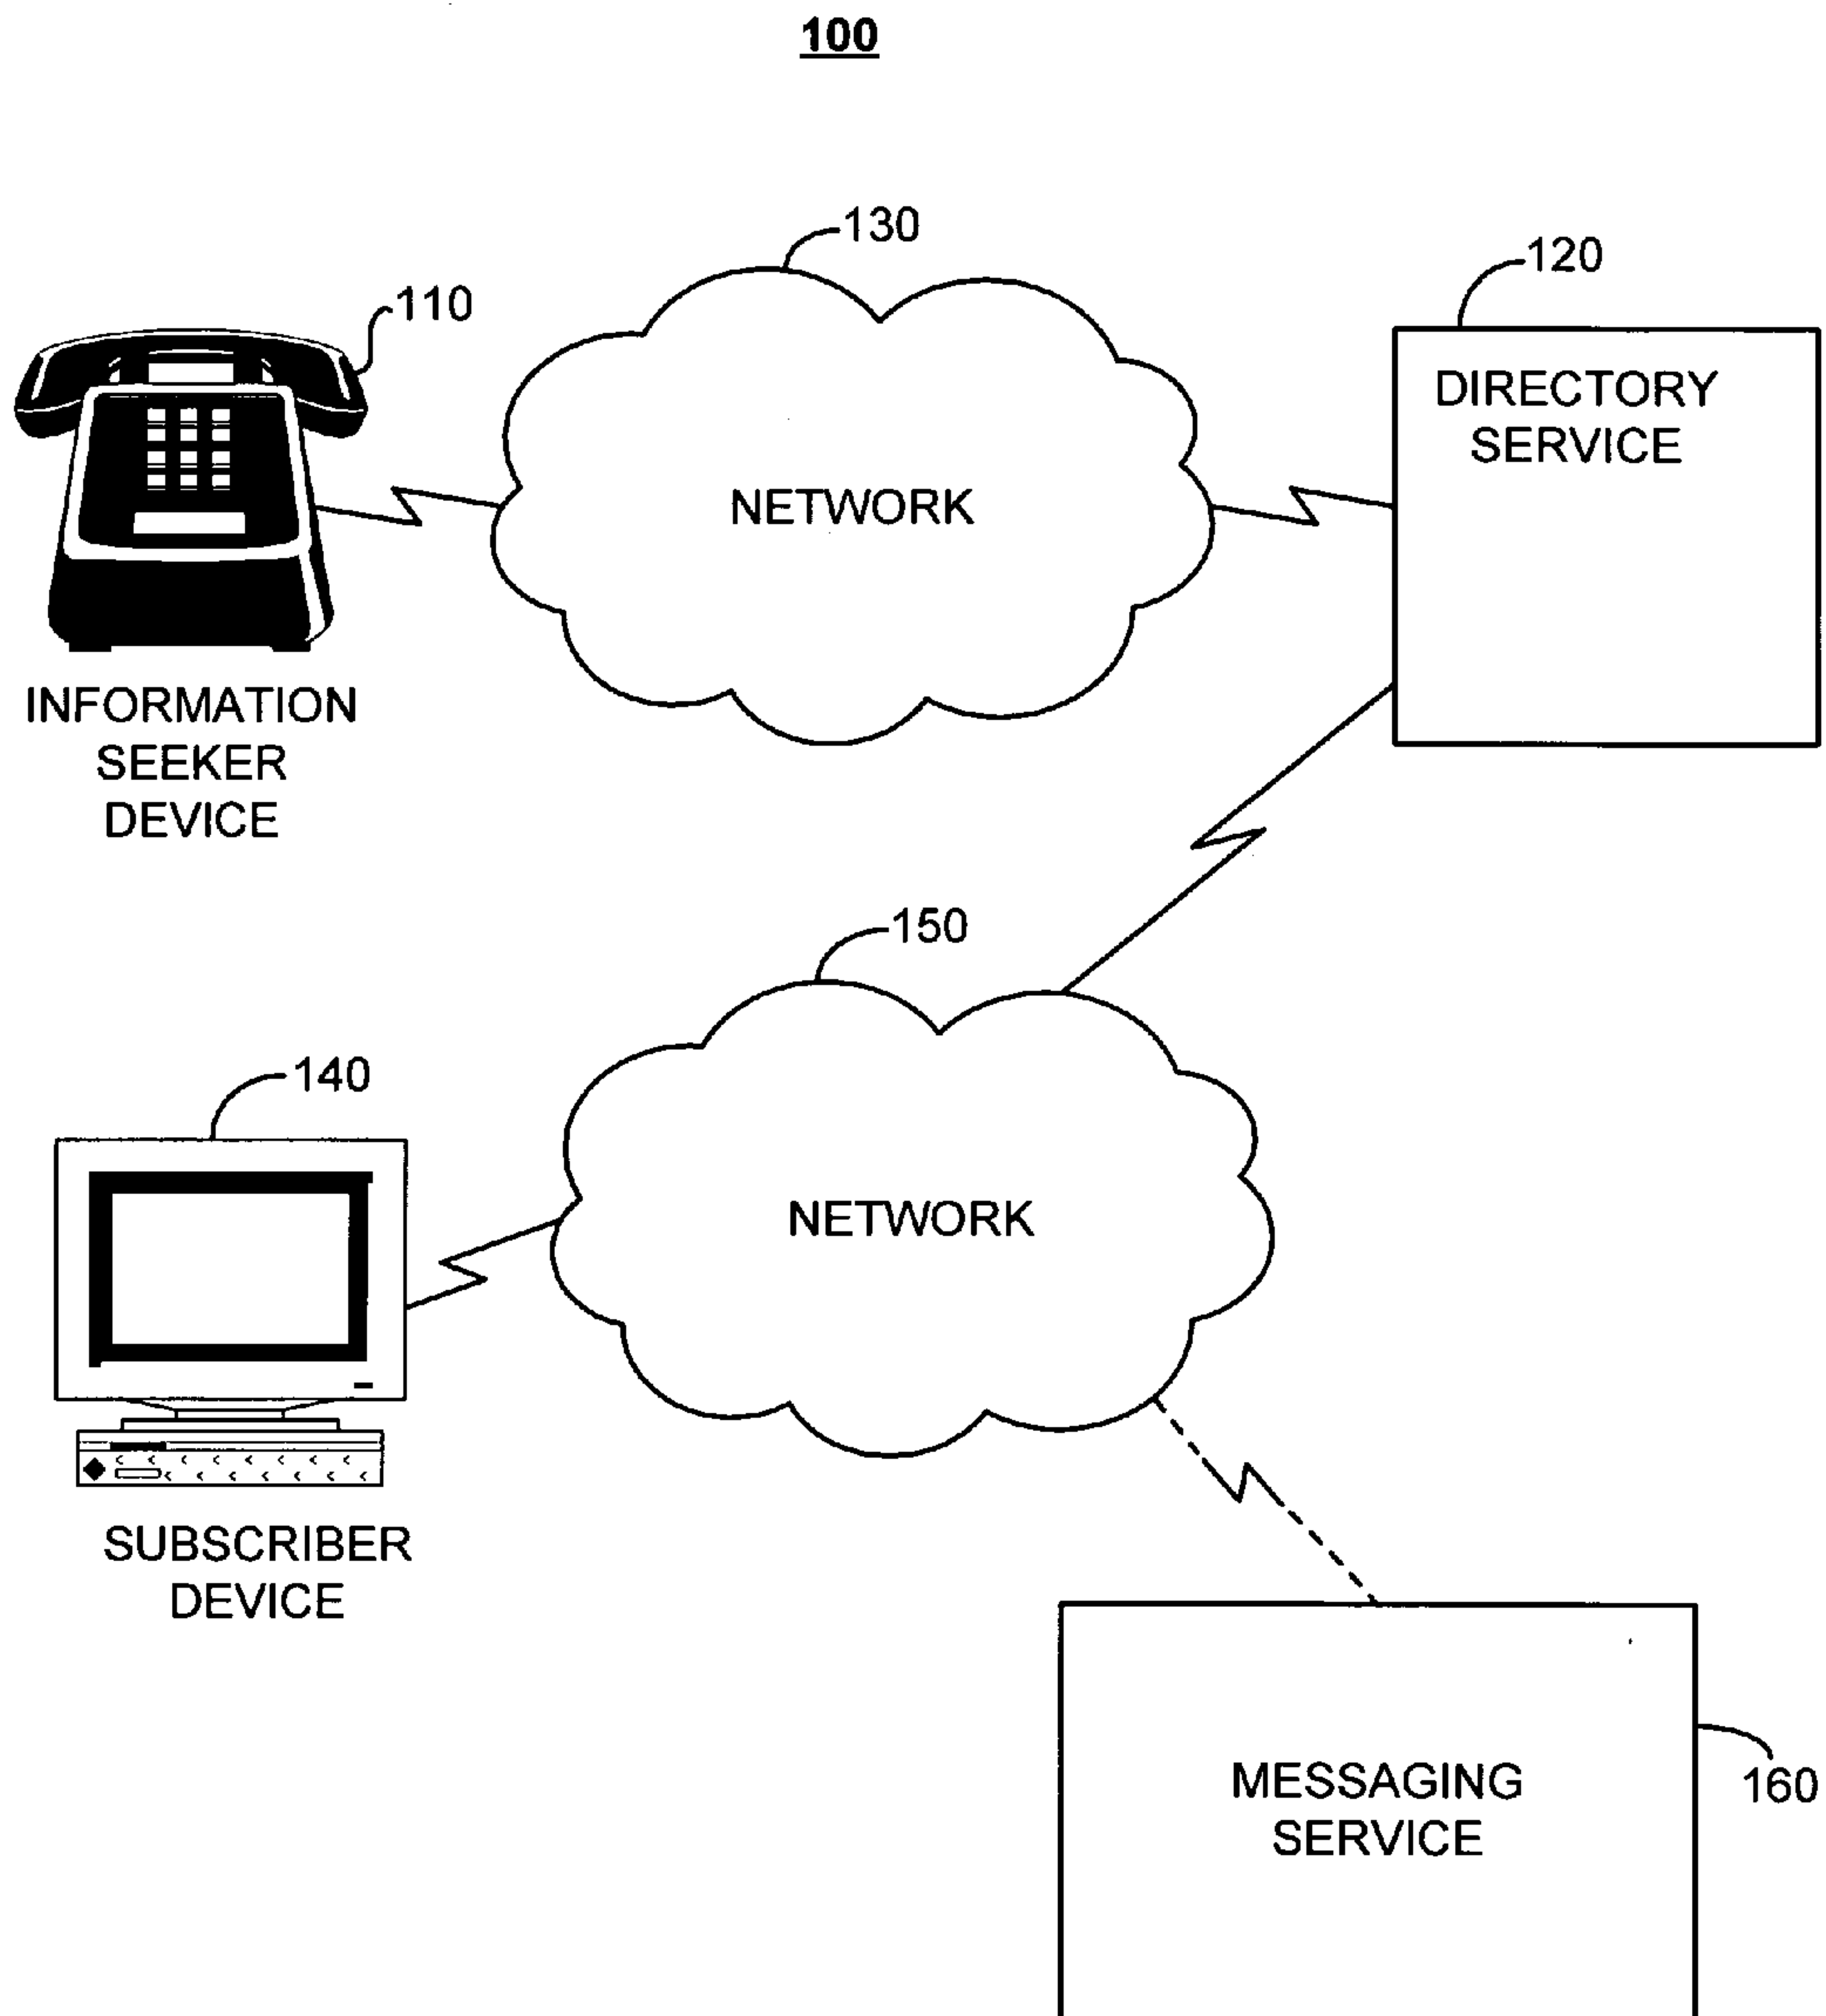 100
130
120
110
DIRECTORY
SERVICE
NETWORK
INFORMATION
SEEKER
DEVICE
150
140
NETWORK
SUBSCRIBER
DEVICE
MESSAGING
SERVICE
160